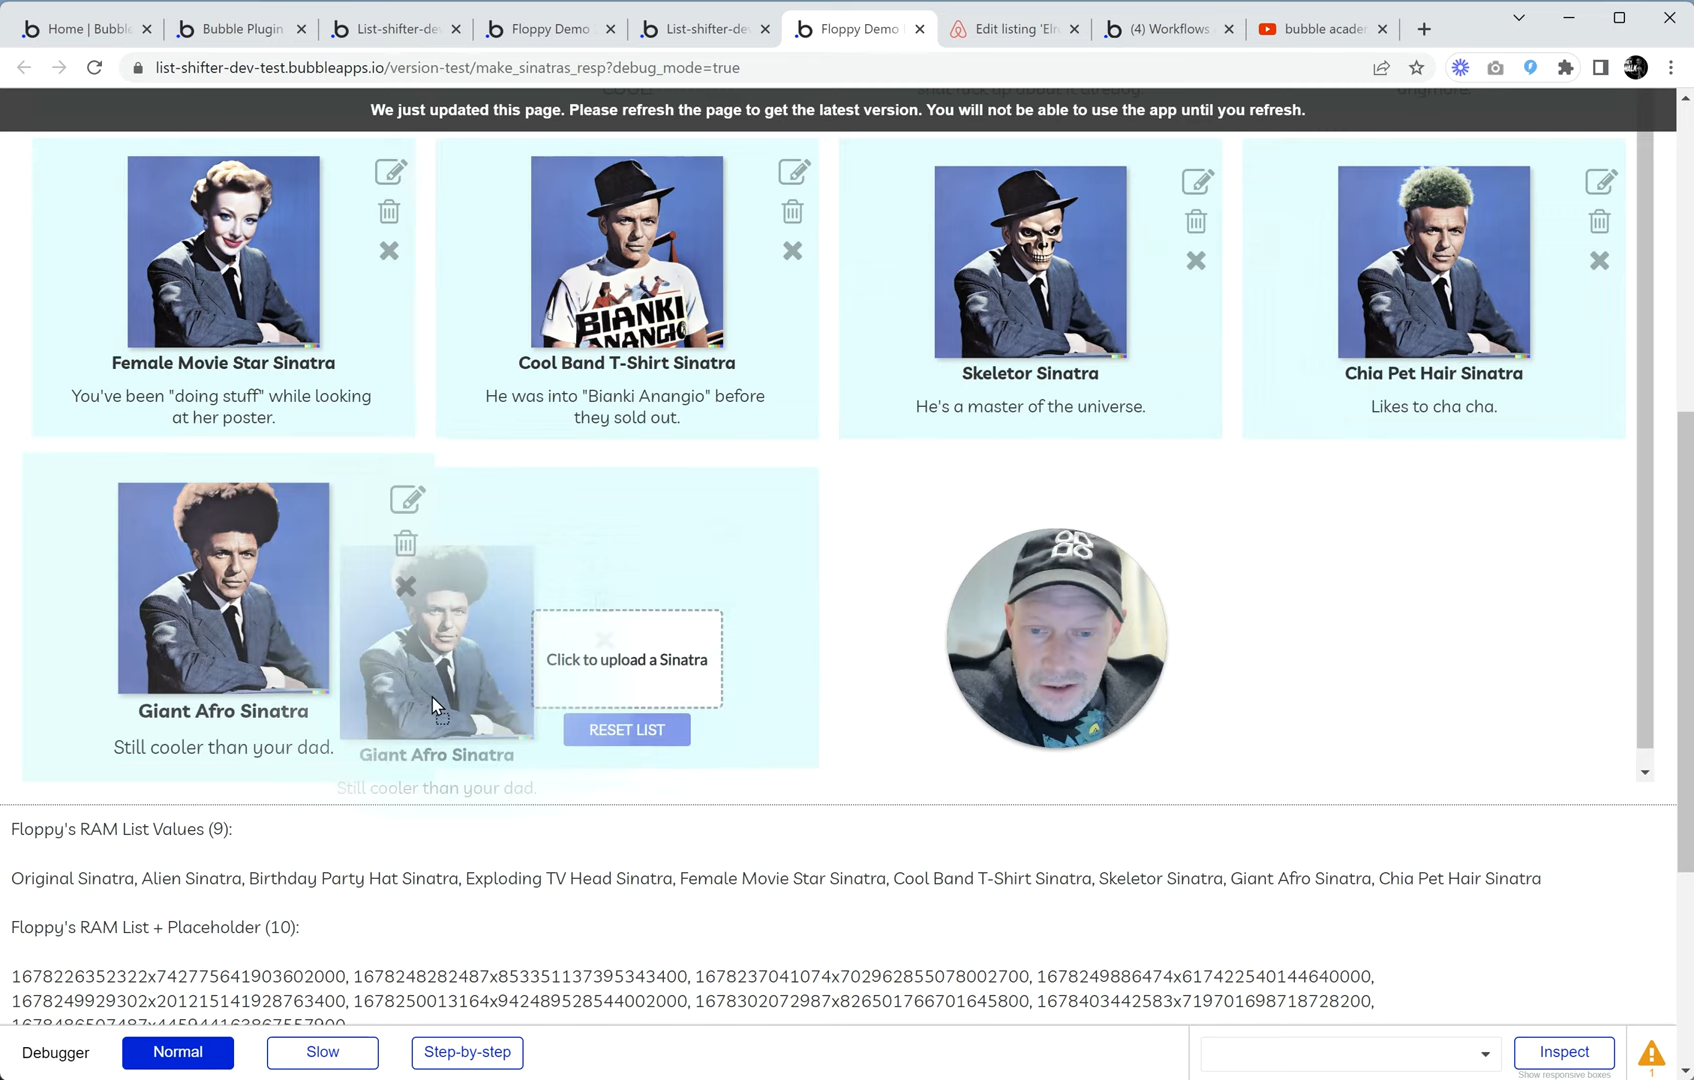 Home | Bubble
Bubble Plugin
List-shifter-de
Floppy Demo
List-shifter-de
Floppy Demo
Edit listing 'Elr
(4) Workflows
bubble acade
list-shifter-dev-test.bubbleapps.io/version-test/make_sinatras_resp?debug_mode=true
We just updated this page. Please refresh the page to get the latest version. You will not be able to use the app until you refresh.
Female Movie Star Sinatra
You've been "doing stuff" while looking
at her poster.
BIANKI
ANANGIO
Cool Band T-Shirt Sinatra
He was into "Bianki Anangio" before
they sold out.
Skeletor Sinatra
He's a master of the universe.
Chia Pet Hair Sinatra
Likes to cha cha.
Giant Afro Sinatra
Still cooler than your dad.
Giant Afro Sinatra
Still cooler than your dad.
Click to upload a Sinatra
RESET LIST
Floppy's RAM List Values (9):
Original Sinatra, Alien Sinatra, Birthday Party Hat Sinatra, Exploding TV Head Sinatra, Female Movie Star Sinatra, Cool Band T-Shirt Sinatra, Skeletor Sinatra, Giant Afro Sinatra, Chia Pet Hair Sinatra
Floppy's RAM List + Placeholder (10):
1678226352322x742775641903602000, 1678248282487x853351137395343400, 1678237041074x702962855078002700, 1678249886474x617422540144640000,
1678249929302x201215141928763400, 1678250013164x942489528544002000, 1678302072987x826501766701645800, 1678403442583x719701698718728200,
Debugger
Normal
Slow
Step-by-step
Inspect
Show responsive boxes
1